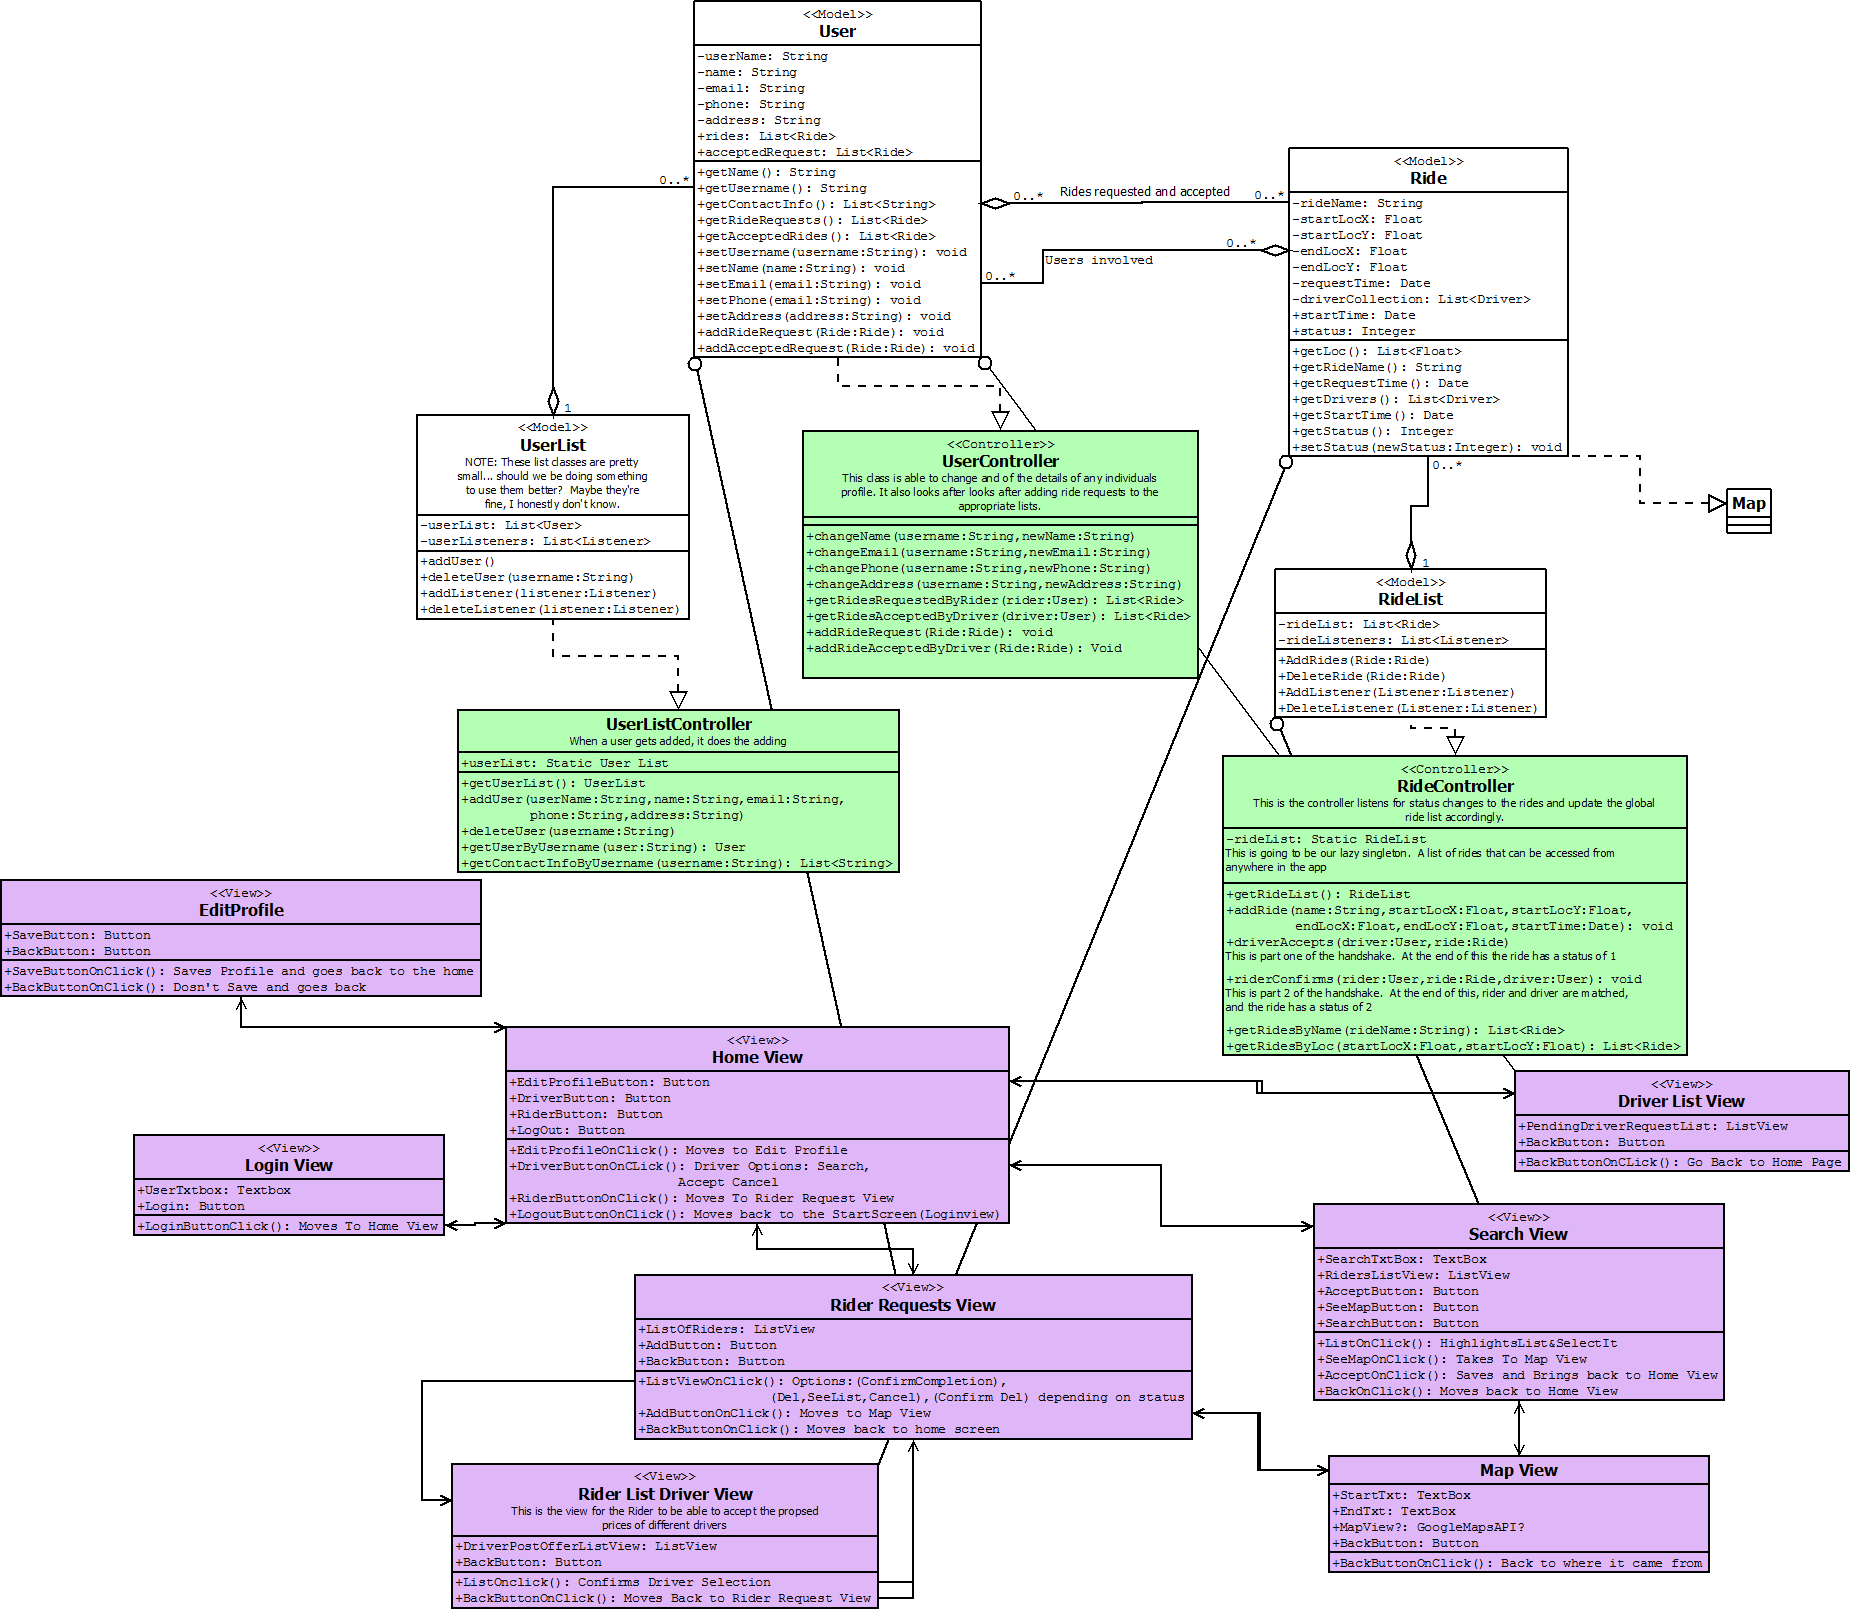 <<Model>>
User
-userName: String
-name: String
-email: String
-phone: String
-address: String
+rides: List<Ride>
+acceptedRequest: List<Ride>
+getName(): String
+getUsername(): String
+getContactInfo(): List<String>
+getRideRequests(): List<Ride>
+getAcceptedRides(): List<Ride>
+setUsername(username:String): void
+setName(name:String): void
+setEmail(email:String): void
+setPhone(email:String): void
+setAddress(address:String): void
+addRideRequest(Ride:Ride): void
+addAcceptedRequest(Ride:Ride): void
0..*
0..*
Rides requested and accepted
0..*
0..*
Users involved
0..*
<<Model>>
Ride
-rideName: String
-startLocX: Float
-startLocY: Float
-endLocX: Float
-endLocY: Float
-requestTime: Date
-driverCollection: List<Driver>
+startTime: Date
+status: Integer
+getLoc(): List<Float>
+getRideName(): String
+getRequestTime(): Date
+getDrivers(): List<Driver>
+getStartTime(): Date
+getStatus(): Integer
+setStatus(newStatus:Integer): void
0..*
Map
1
<<Model>>
UserList
NOTE: These list classes are pretty
small... should we be doing something
to use them better?  Maybe they're
fine, I honestly don't know.
-userList: List<User>
-userListeners: List<Listener>
+addUser()
+deleteUser(username:String)
+addListener(listener:Listener)
+deleteListener(listener:Listener)
<<Controller>>
UserController
This class is able to change and of the details of any individuals
profile. It also looks after looks after adding ride requests to the
appropriate lists.
+changeName(username:String,newName:String)
+changeEmail(username:String,newEmail:String)
+changePhone(username:String,newPhone:String)
+changeAddress(username:String,newAddress:String)
+getRidesRequestedByRider(rider:User): List<Ride>
+getRidesAcceptedByDriver(driver:User): List<Ride>
+addRideRequest(Ride:Ride): void
+addRideAcceptedByDriver(Ride:Ride): Void
1
<<Model>>
RideList
-rideList: List<Ride>
-rideListeners: List<Listener>
+AddRides(Ride:Ride)
+DeleteRide(Ride:Ride)
+AddListener(Listener:Listener)
+DeleteListener(Listener:Listener)
UserListController
When a user gets added, it does the adding
+userList: Static User List
+getUserList(): UserList
+addUser(userName:String,name:String,email:String,
phone:String,address:String)
+deleteUser(username:String)
+getUserByUsername(user:String): User
+getContactInfoByUsername(username:String): List<String>
<<Controller>>
RideController
This is the controller listens for status changes to the rides and update the global
ride list accordingly.
-rideList: Static RideList
This is going to be our lazy singleton.  A list of rides that can be accessed from
anywhere in the app
+getRideList(): RideList
+addRide(name:String,startLocX:Float,startLocY:Float,
endLocX:Float,endLocY:Float,startTime:Date): void
+driverAccepts(driver:User,ride:Ride)
This is part one of the handshake.  At the end of this the ride has a status of 1
+riderConfirms(rider:User,ride:Ride,driver:User): void
This is part 2 of the handshake.  At the end of this, rider and driver are matched,
and the ride has a status of 2
+getRidesByName(rideName:String): List<Ride>
+getRidesByLoc(startLocX:Float,startLocY:Float): List<Ride>
<<View>>
EditProfile
+SaveButton: Button
+BackButton: Button
+SaveButtonOnClick(): Saves Profile and goes back to the home
+BackButtonOnClick(): Dosn't Save and goes back
<<View>>
Home View
+EditProfileButton: Button
+DriverButton: Button
+RiderButton: Button
+LogOut: Button
+EditProfileOnClick(): Moves to Edit Profile
+DriverButtonOnCLick(): Driver Options: Search,
Accept Cancel
+RiderButtonOnClick(): Moves To Rider Request View
+LogoutButtonOnClick(): Moves back to the StartScreen(Loginview)
<<View>>
Driver List View
+PendingDriverRequestList: ListView
+BackButton: Button
+BackButtonOnCLick(): Go Back to Home Page
<<View>>
Login View
+UserTxtbox: Textbox
+Login: Button
+LoginButtonClick(): Moves To Home View
<<View>>
Search View
+SearchTxtBox: TextBox
+RidersListView: ListView
+AcceptButton: Button
+SeeMapButton: Button
+SearchButton: Button
+ListOnClick(): HighlightsList&SelectIt
+SeeMapOnClick(): Takes To Map View
+AcceptOnClick(): Saves and Brings back to Home View
+BackOnClick(): Moves back to Home View
<<View>>
Rider Requests View
+ListOfRiders: ListView
+AddButton: Button
+BackButton: Button
+ListViewOnClick(): Options:(ConfirmCompletion),
(Del,SeeList,Cancel),(Confirm Del) depending on status
+AddButtonOnClick(): Moves to Map View
+BackButtonOnClick(): Moves back to home screen
<<View>>
Rider List Driver View
This is the view for the Rider to be able to accept the propsed
prices of different drivers
+DriverPostOfferListView: ListView
+BackButton: Button
+ListOnclick(): Confirms Driver Selection
+BackButtonOnClick(): Moves Back to Rider Request View
Map View
+StartTxt: TextBox
+EndTxt: TextBox
+MapView?: GoogleMapsAPI?
+BackButton: Button
+BackButtonOnClick(): Back to where it came from